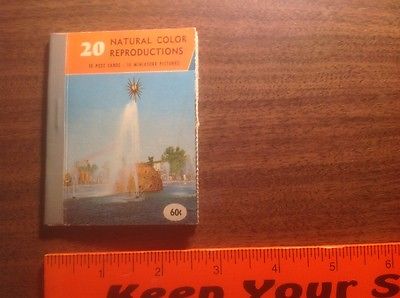 20 NATURAL COLOR
REPRODUCTIONS
10 POST CARDS - 10 MINIATURE PICTURES
60¢
1 2 3 4 5 6
Keep Your S